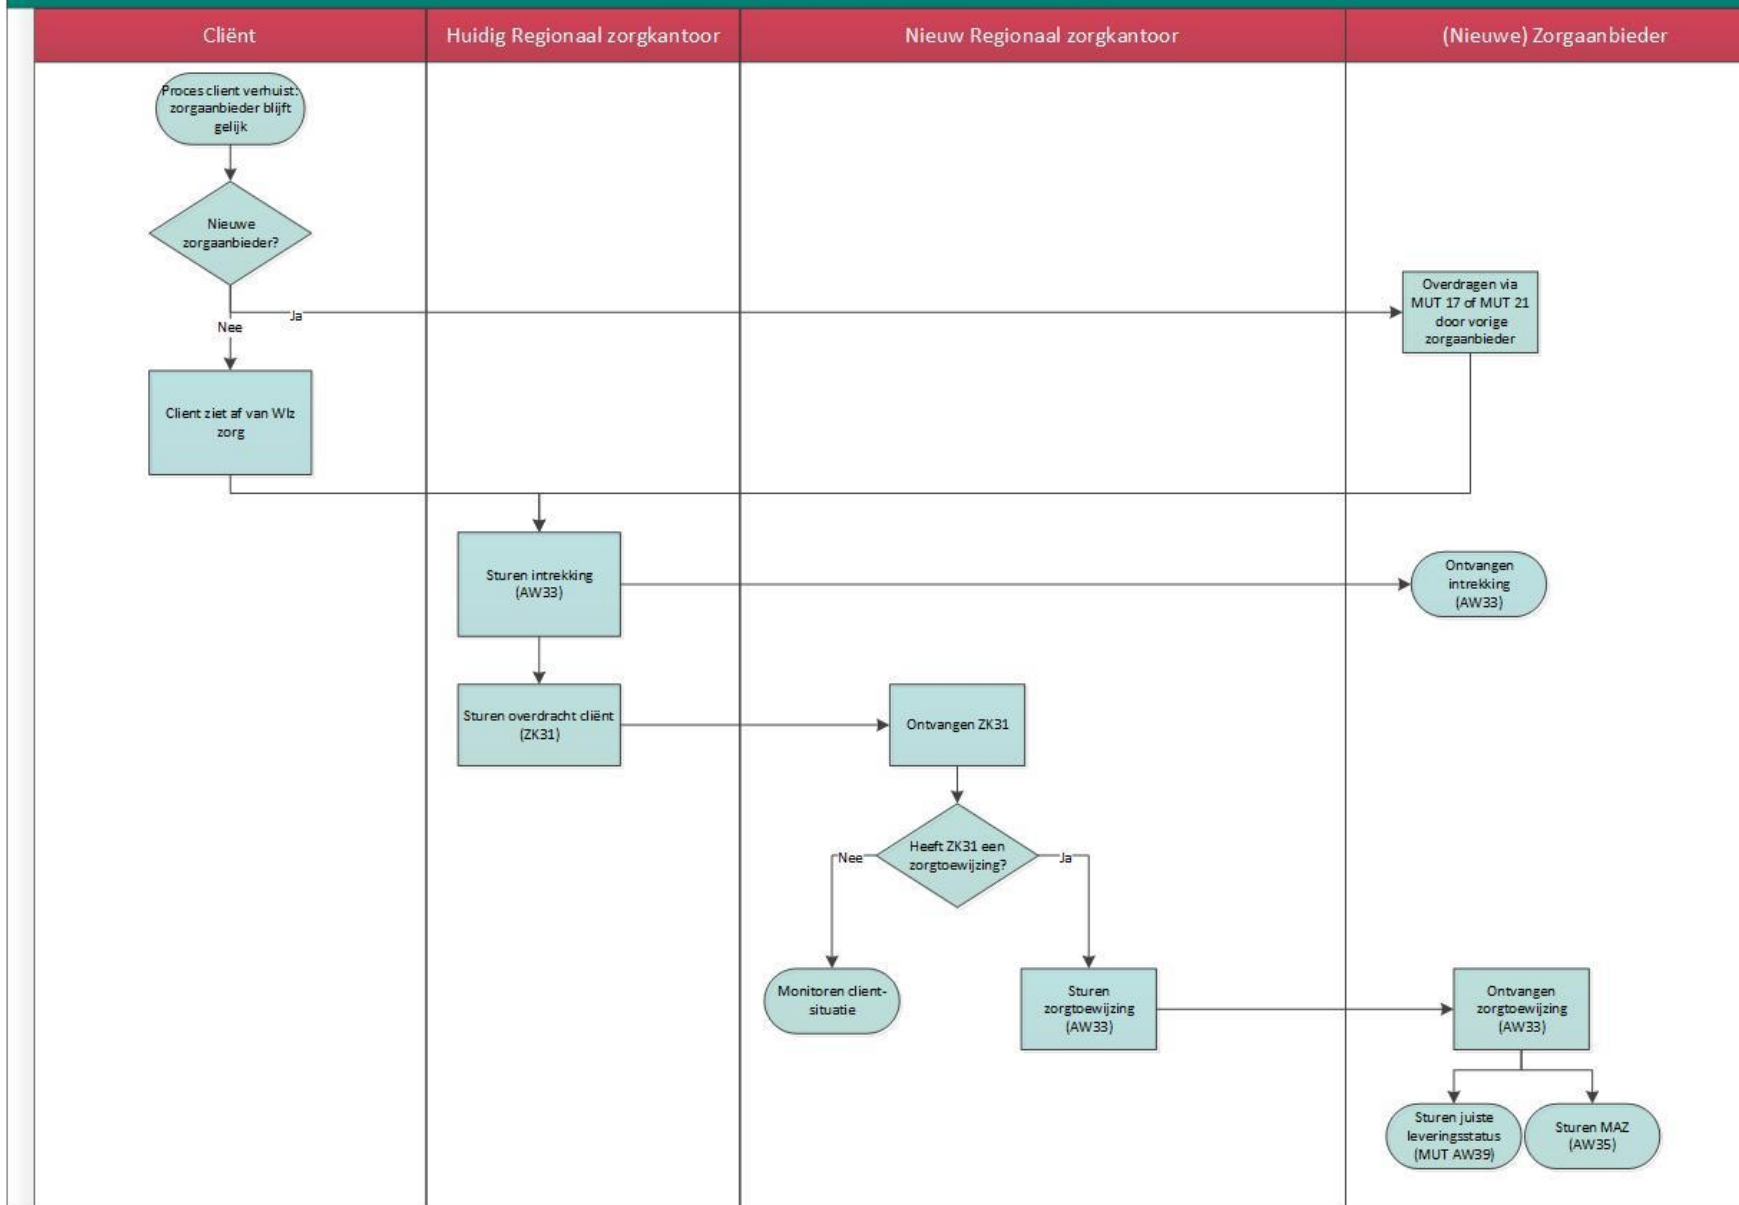 Cliënt
Huidig Regionaal zorgkantoor
Nieuw Regionaal zorgkantoor
(Nieuwe) Zorgaanbieder
Proces client verhuist:
zorgaanbieder blijft
gelijk
Nieuwe
zorgaanbieder?
Ja
Nee
Overdragen via
MUT 17 of MUT 21
door vorige
zorgaanbieder
Client ziet af van Wlz
zorg
Sturen intrekking
(AW33)
Ontvangen
intrekking
(AW33)
Sturen overdracht cliënt
(ZK31)
Ontvangen ZK31
Heeft ZK31 een
zorgtoewijzing?
Nee
Ja
Monitoren client-
situatie
Sturen
zorgtoewijzing
(AW33)
Ontvangen
zorgtoewijzing
(AW33)
Sturen juiste
leveringsstatus
(MUT AW39)
Sturen MAZ
(AW35)